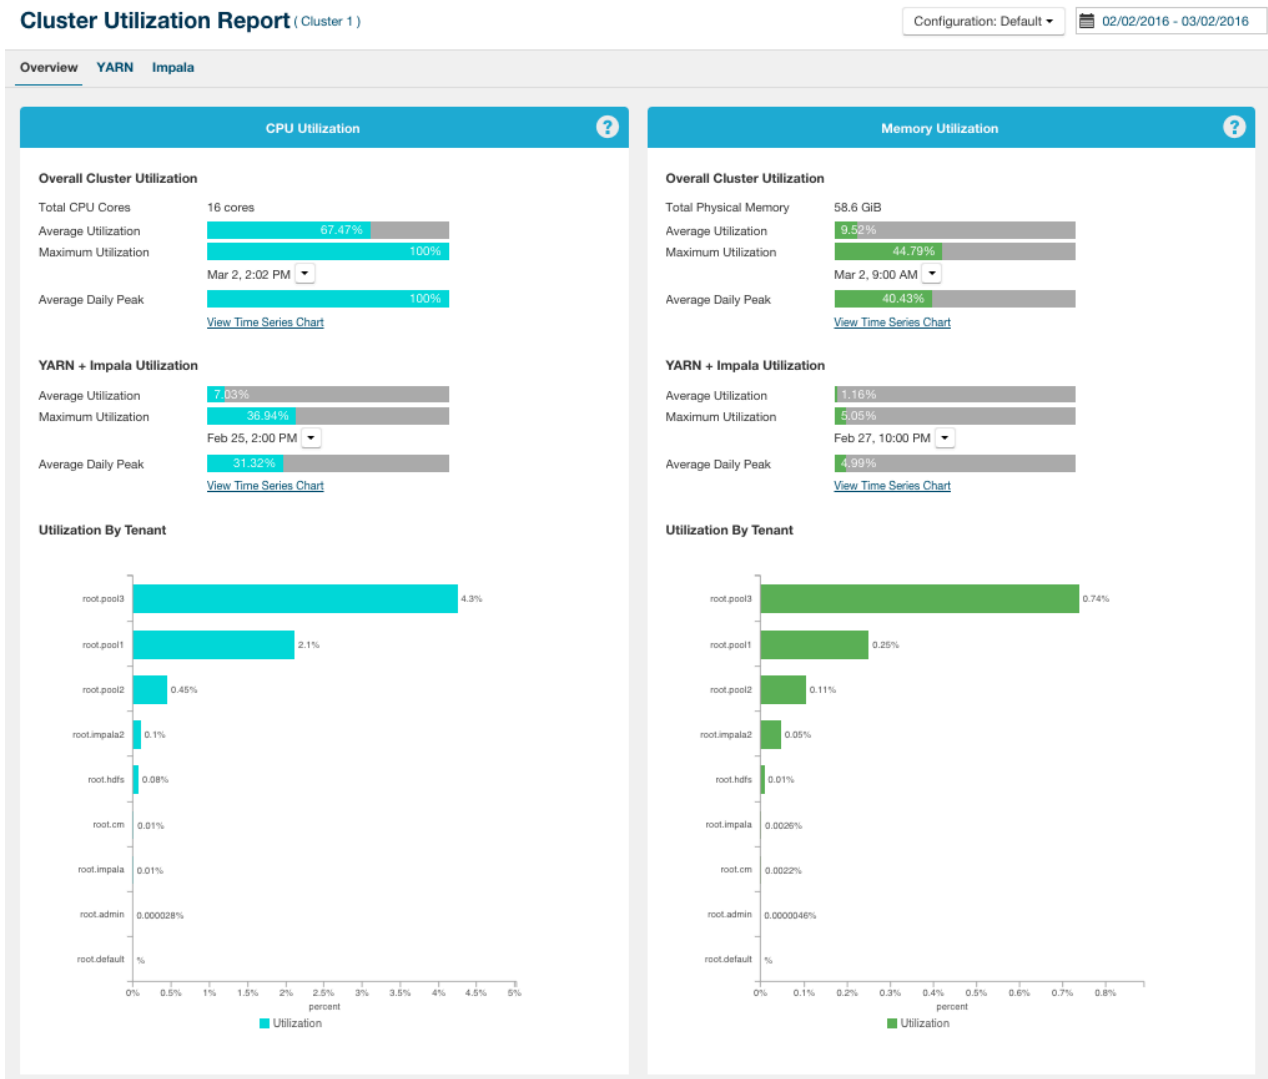 Cluster Utilization Report ( Cluster 1 )
Configuration: Default
02/02/2016 - 03/02/2016
Overview YARN Impala
CPU Utilization ?
Overall Cluster Utilization
Total CPU Cores 16 cores
Average Utilization 67.47%
Maximum Utilization 100%
Mar 2, 2:02 PM
Average Daily Peak 100%
View Time Series Chart
YARN + Impala Utilization
Average Utilization 7.03%
Maximum Utilization 36.94%
Feb 25, 2:00 PM
Average Daily Peak 31.32%
View Time Series Chart
Utilization By Tenant
root.pool3 4.3%
root.pool1 2.1%
root.pool2 0.45%
root.impala2 0.1%
root.hdfs 0.08%
root.cm 0.01%
root.impala 0.01%
root.admin 0.000028%
root.default %
0% 0.5% 1% 1.5% 2% 2.5% 3% 3.5% 4% 4.5% 5%
percent
Utilization
Memory Utilization ?
Overall Cluster Utilization
Total Physical Memory 58.6 GiB
Average Utilization 9.52%
Maximum Utilization 44.79%
Mar 2, 9:00 AM
Average Daily Peak 40.43%
View Time Series Chart
YARN + Impala Utilization
Average Utilization 1.16%
Maximum Utilization 5.05%
Feb 27, 10:00 PM
Average Daily Peak 4.99%
View Time Series Chart
Utilization By Tenant
root.pool3 0.74%
root.pool1 0.25%
root.pool2 0.11%
root.impala2 0.05%
root.hdfs 0.01%
root.impala 0.0026%
root.cm 0.0022%
root.admin 0.0000046%
root.default %
0% 0.1% 0.2% 0.3% 0.4% 0.5% 0.6% 0.7% 0.8%
percent
Utilization